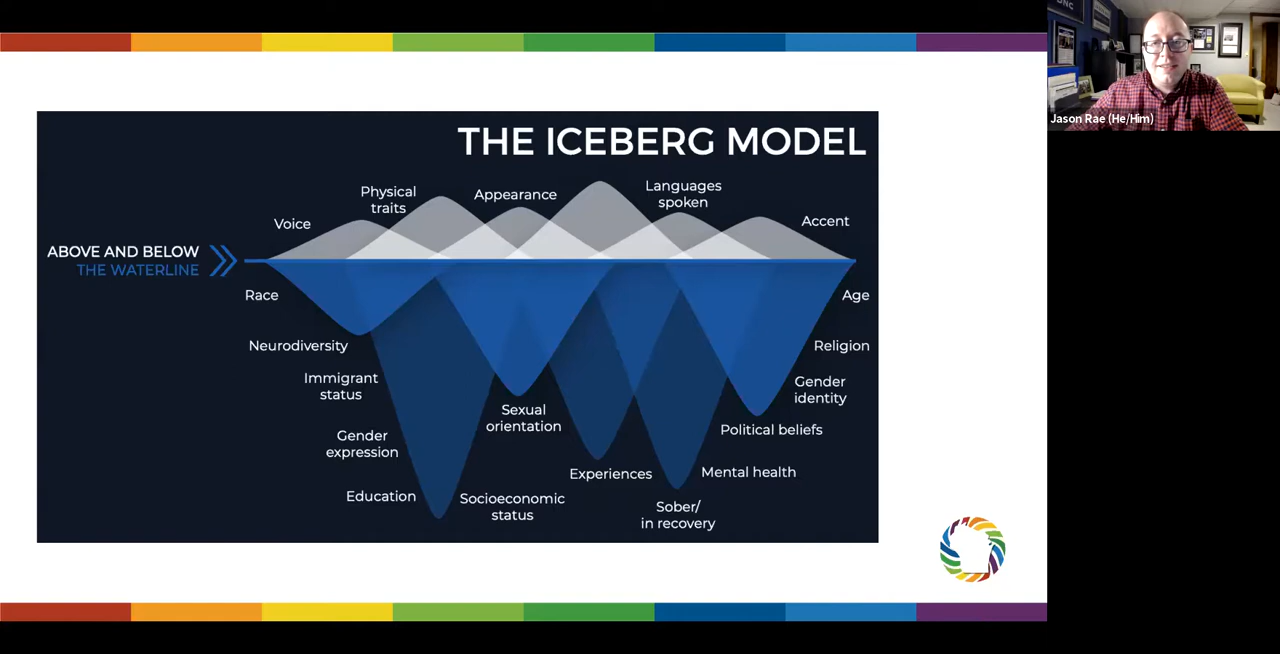 THE ICEBERG MODEL
Physical
traits
Appearance
Languages
spoken
Voice
Accent
ABOVE AND BELOW
THE WATERLINE
Race
Age
Neurodiversity
Religion
Immigrant
status
Gender
identity
Sexual
orientation
Political beliefs
Gender
expression
Experiences
Mental health
Education
Socioeconomic
status
Sober/
in recovery
Jason Rae (He/Him)